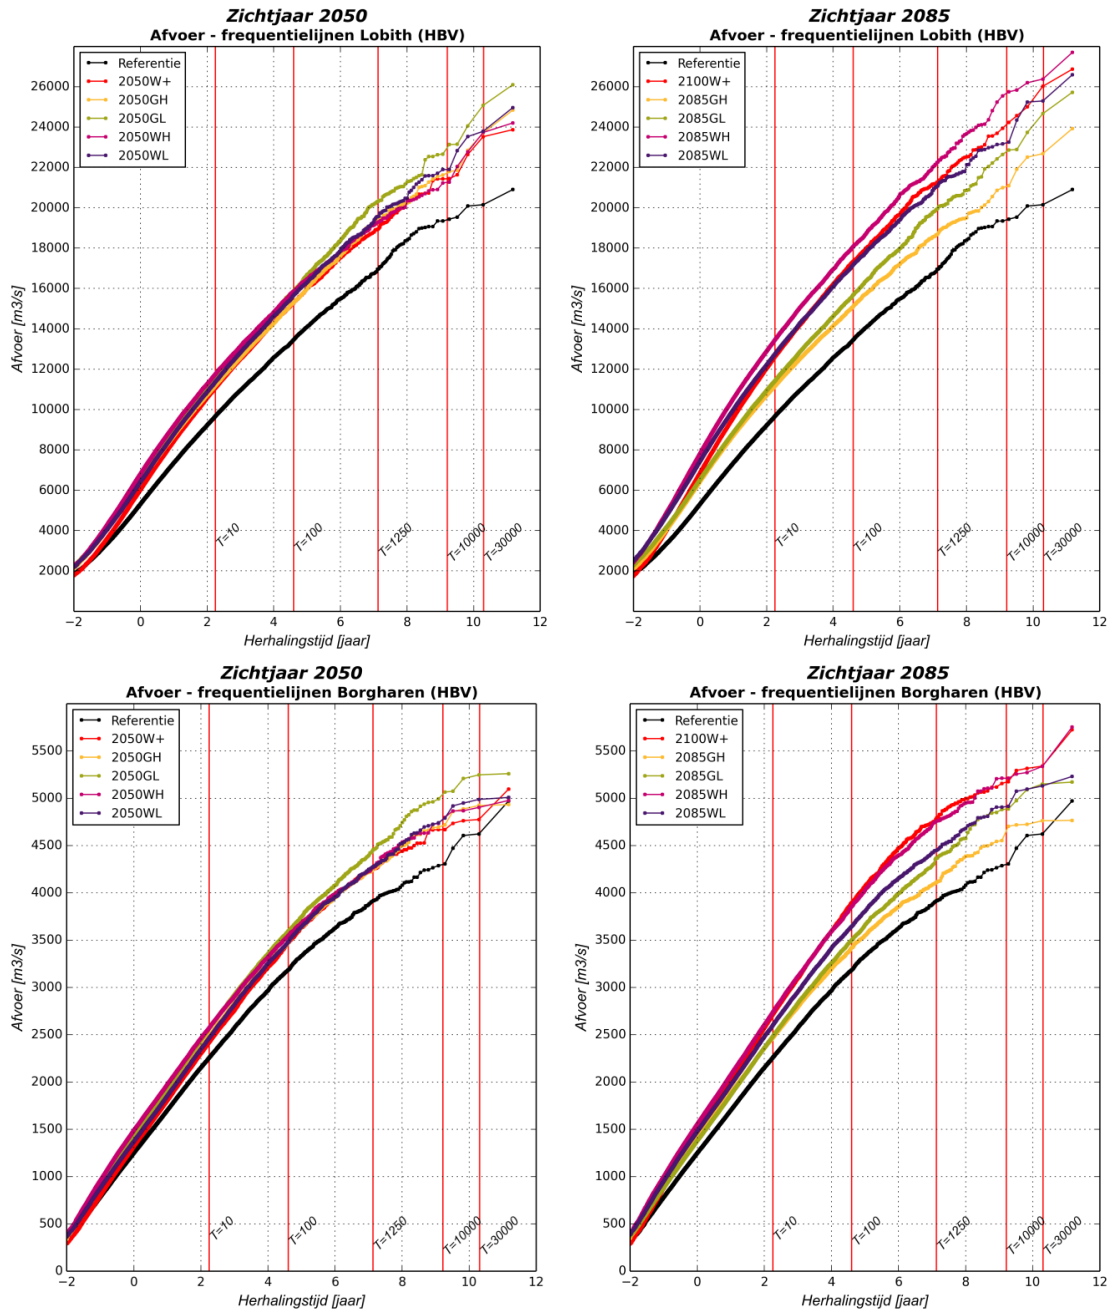 Zichtjaar 2050
Afvoer - frequentielijnen Lobith (HBV)
Referentie
2050W+
2050GH
2050GL
2050WH
2050WL
26000
24000
22000
20000
18000
16000
14000
12000
10000
8000
6000
4000
2000
Afvoer [m3/s]
T=10
T=100
T=1250
T=10000
T=30000
−2 0 2 4 6 8 10 12
Herhalingstijd [jaar]
Zichtjaar 2085
Afvoer - frequentielijnen Lobith (HBV)
Referentie
2100W+
2085GH
2085GL
2085WH
2085WL
26000
24000
22000
20000
18000
16000
14000
12000
10000
8000
6000
4000
2000
Afvoer [m3/s]
T=10
T=100
T=1250
T=10000
T=30000
−2 0 2 4 6 8 10 12
Herhalingstijd [jaar]
Zichtjaar 2050
Afvoer - frequentielijnen Borgharen (HBV)
Referentie
2050W+
2050GH
2050GL
2050WH
2050WL
5500
5000
4500
4000
3500
3000
2500
2000
1500
1000
500
0
Afvoer [m3/s]
T=10
T=100
T=1250
T=10000
T=30000
−2 0 2 4 6 8 10 12
Herhalingstijd [jaar]
Zichtjaar 2085
Afvoer - frequentielijnen Borgharen (HBV)
Referentie
2100W+
2085GH
2085GL
2085WH
2085WL
5500
5000
4500
4000
3500
3000
2500
2000
1500
1000
500
0
Afvoer [m3/s]
T=10
T=100
T=1250
T=10000
T=30000
−2 0 2 4 6 8 10 12
Herhalingstijd [jaar]